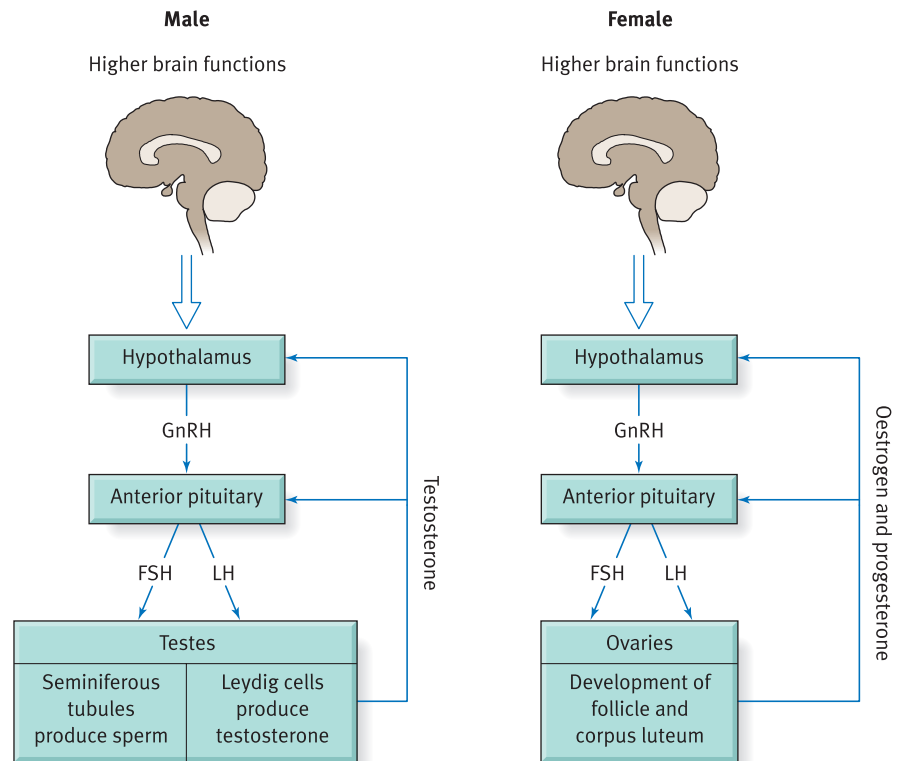 Male
Higher brain functions
Hypothalamus
GnRH
Anterior pituitary
FSH
LH
Testes
Seminiferous
tubules
produce sperm
Leydig cells
produce
testosterone
Testosterone
Female
Higher brain functions
Hypothalamus
GnRH
Anterior pituitary
FSH
LH
Ovaries
Development of
follicle and
corpus luteum
Oestrogen and progesterone